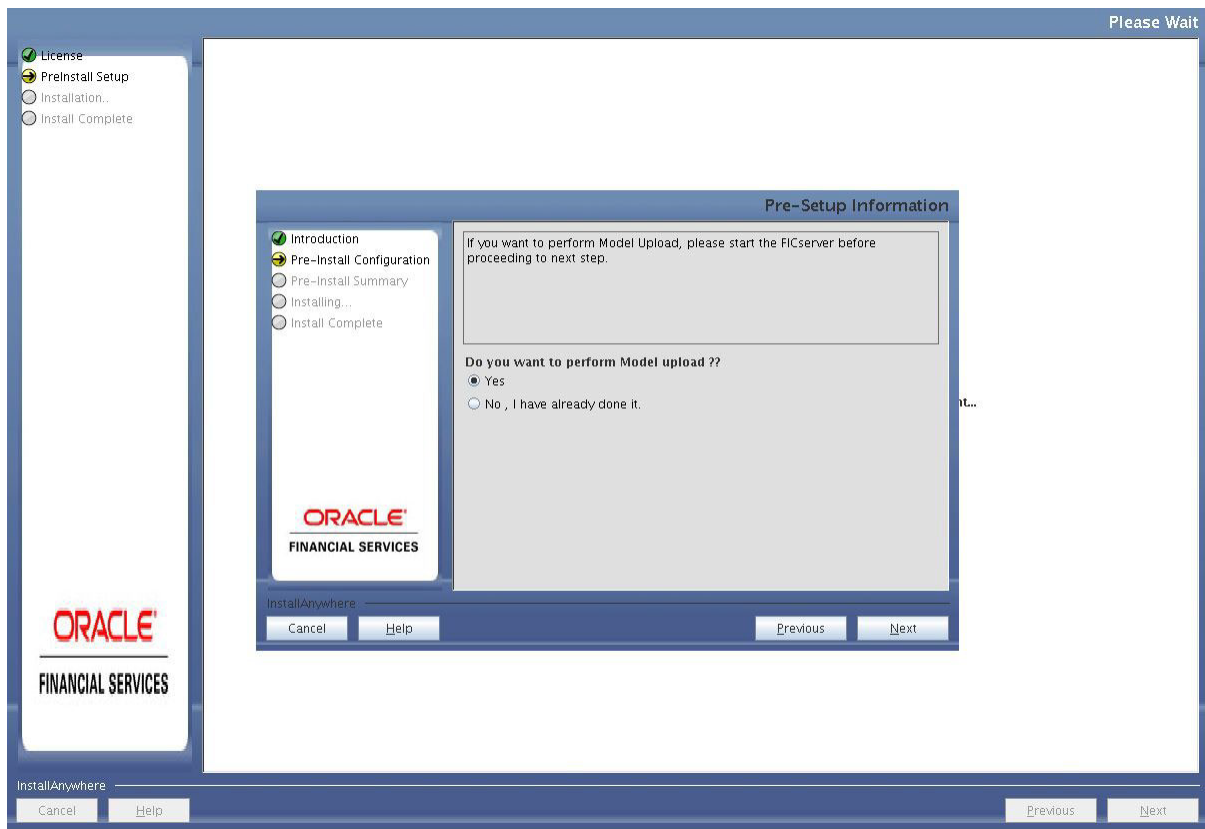 Please Wait
License
PreInstall Setup
Installation..
Install Complete
Pre-Setup Information
Introduction
Pre-Install Configuration
Pre-Install Summary
Installing...
Install Complete
If you want to perform Model Upload, please start the FICserver before
proceeding to next step.
Do you want to perform Model upload ??
Yes
No , I have already done it.
nt...
ORACLE
FINANCIAL SERVICES
InstallAnywhere
Cancel
Help
Previous
Next
ORACLE
FINANCIAL SERVICES
InstallAnywhere
Cancel
Help
Previous
Next